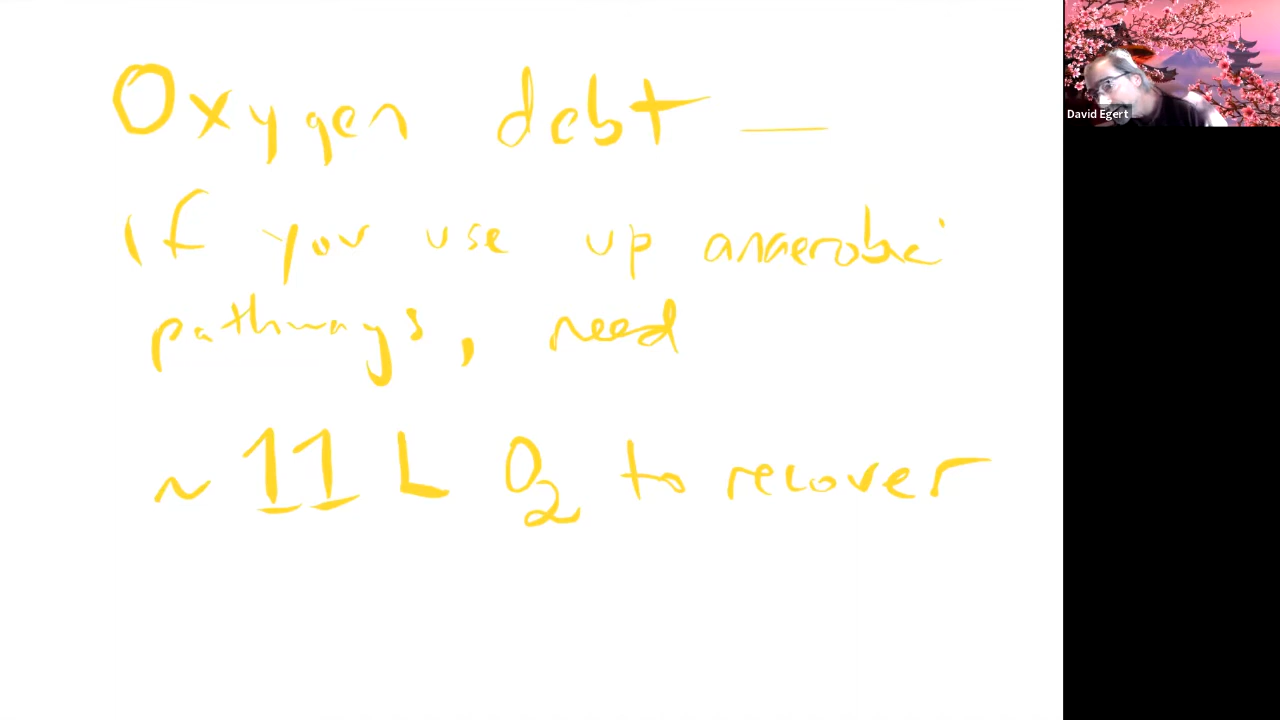 Oxygen debt —
If you use up anaerobic
pathways, need
~ 11 L O2 to recover
David Egert